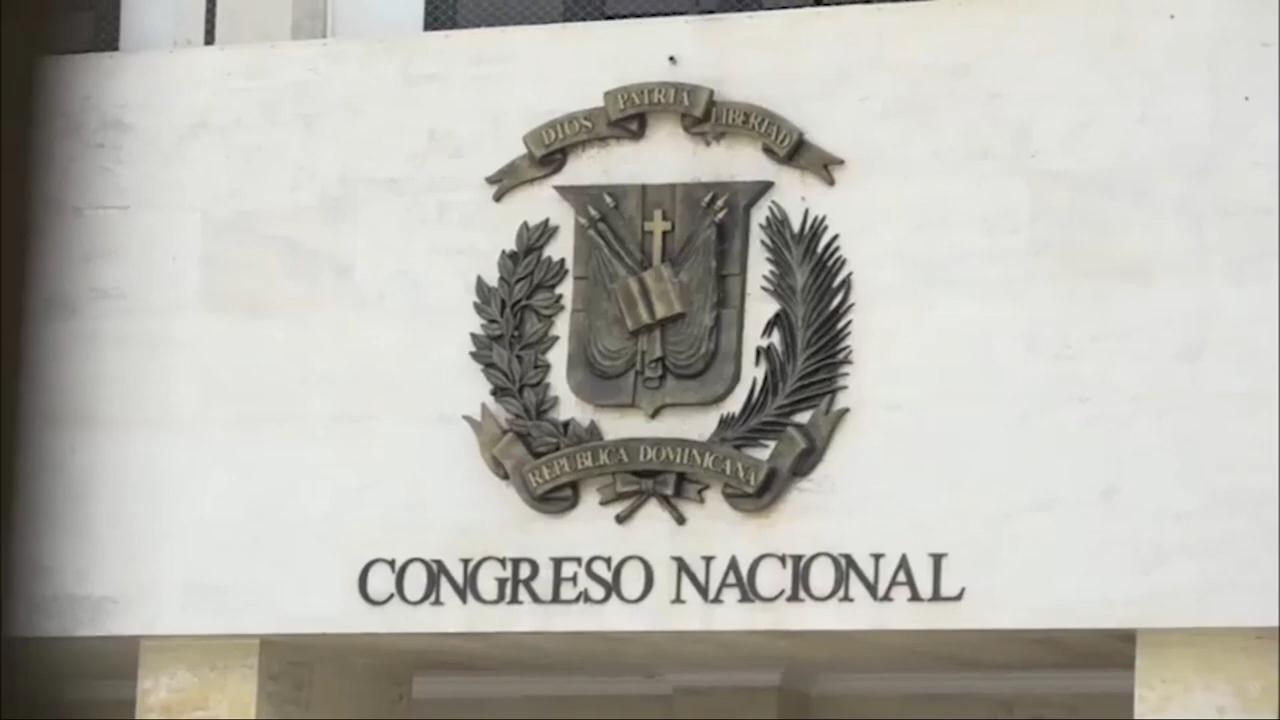 DIOS PATRIA LIBERTAD
REPUBLICA DOMINICANA
CONGRESO NACIONAL